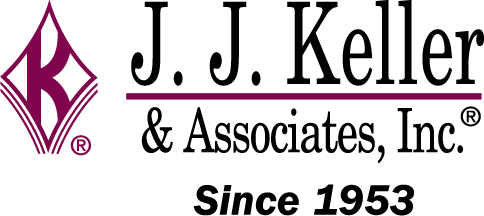 K®
J. J. Keller
& Associates, Inc.®
Since 1953